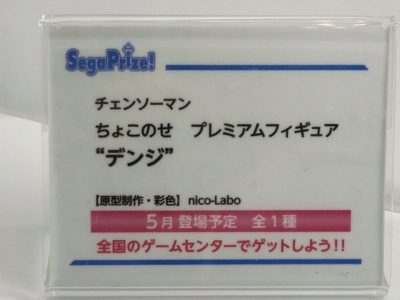 SegaPrize!
チェンソーマン
ちょこのせ プレミアムフィギュア
“デンジ”
【原型制作・彩色】 nico-Labo
5月 登場予定 全1種
全国のゲームセンターでゲットしよう!!